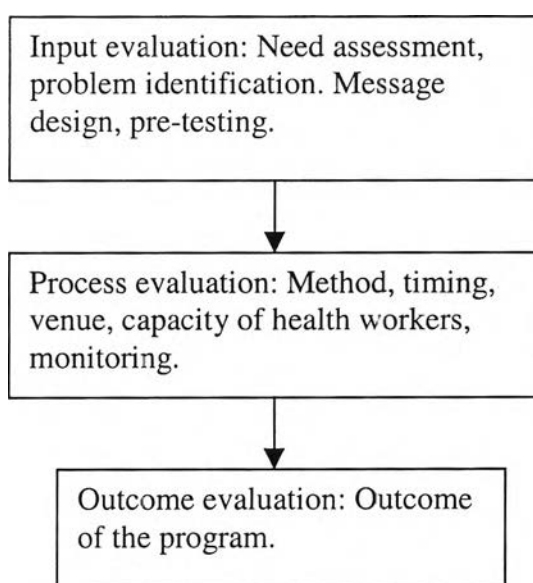 Input evaluation: Need assessment,
problem identification. Message
design, pre-testing.
Process evaluation: Method, timing,
venue, capacity of health workers,
monitoring.
Outcome evaluation: Outcome
of the program.